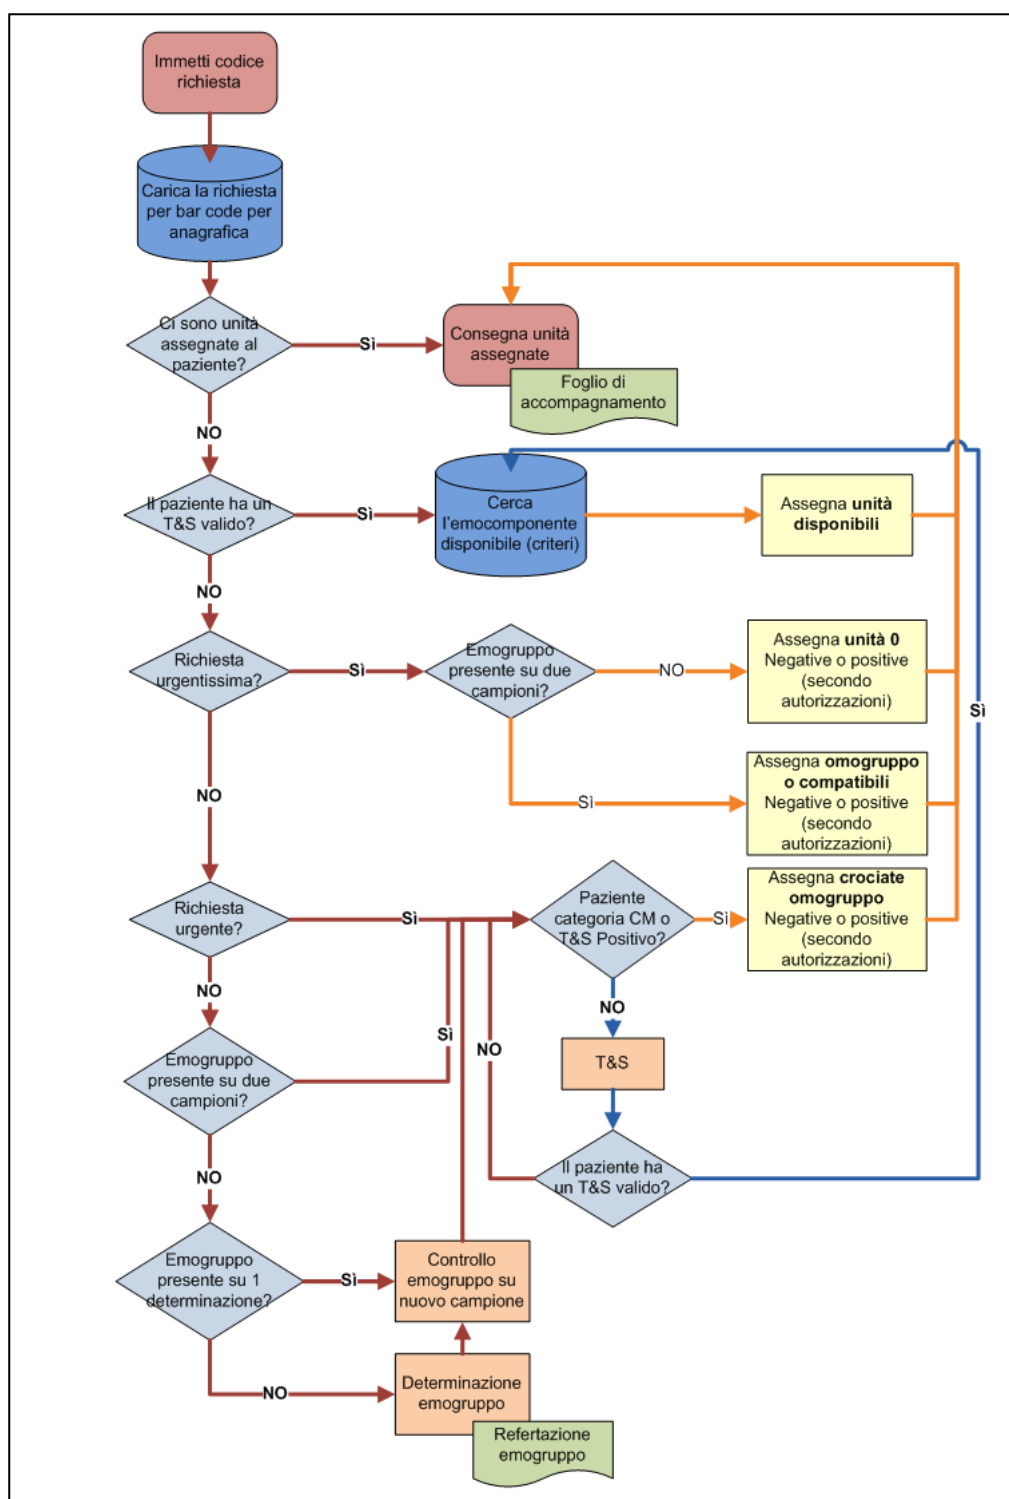 Immetti codice
richiesta
Carica la richiesta
per bar code per
anagrafica
Ci sono unità
assegnate al
paziente?
Sì
Consegna unità
assegnate
Foglio di
accompagnamento
NO
Il paziente ha un
T&S valido?
Sì
Cerca
l'emocomponente
disponibile (criteri)
Assegna unità
disponibili
NO
Richiesta
urgentissima?
Sì
Emogruppo
presente su due
campioni?
NO
Assegna unità 0
Negative o positive
(secondo
autorizzazioni)
Sì
Sì
Assegna omogruppo
o compatibili
Negative o positive
(secondo
autorizzazioni)
NO
Richiesta
urgente?
Sì
Paziente
categoria CM o
T&S Positivo?
Sì
Assegna crociate
omogruppo
Negative o positive
(secondo
autorizzazioni)
NO
NO
Emogruppo
presente su due
campioni?
Sì
NO
T&S
Il paziente ha
un T&S valido?
NO
Emogruppo
presente su 1
determinazione?
Sì
Controllo
emogruppo su
nuovo campione
NO
Determinazione
emogruppo
Refertazione
emogruppo